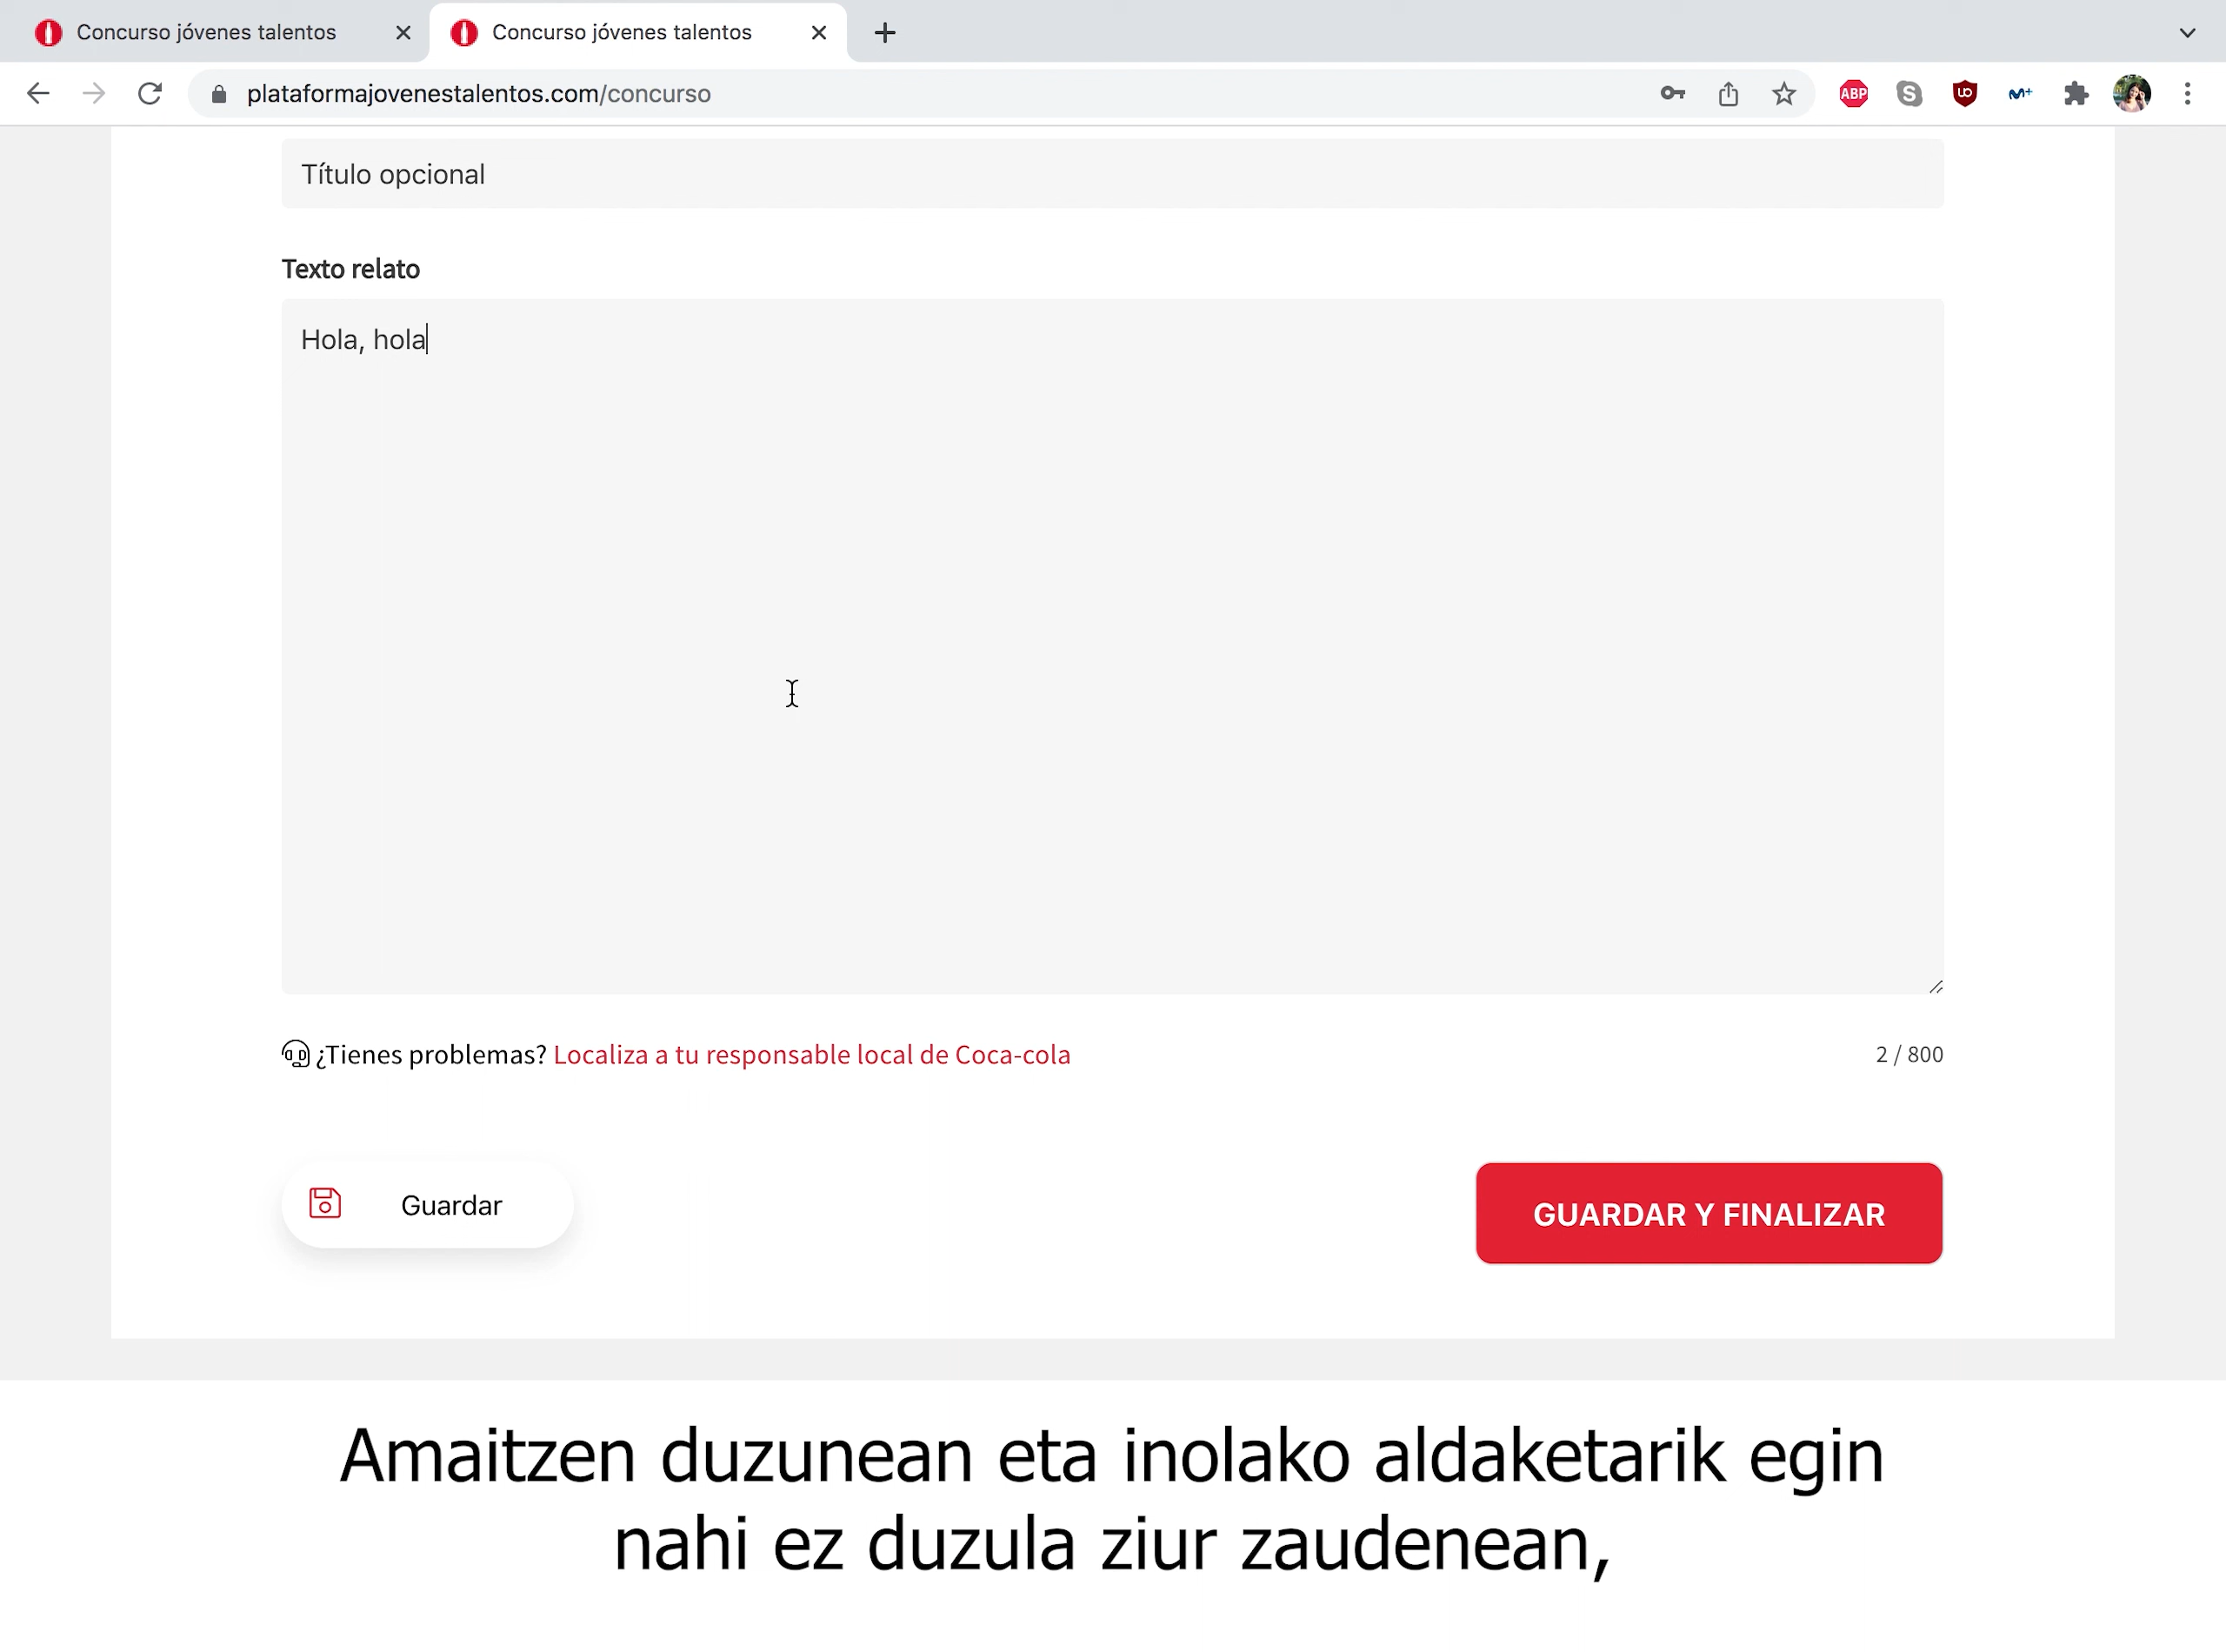 Concurso jóvenes talentos
Concurso jóvenes talentos
plataformajovenestalentos.com/concurso
ABP
Título opcional
Texto relato
Hola, hola
¿Tienes problemas? Localiza a tu responsable local de Coca-cola
2 / 800
Guardar
GUARDAR Y FINALIZAR
Amaitzen duzunean eta inolako aldaketarik egin
nahi ez duzula ziur zaudenean,